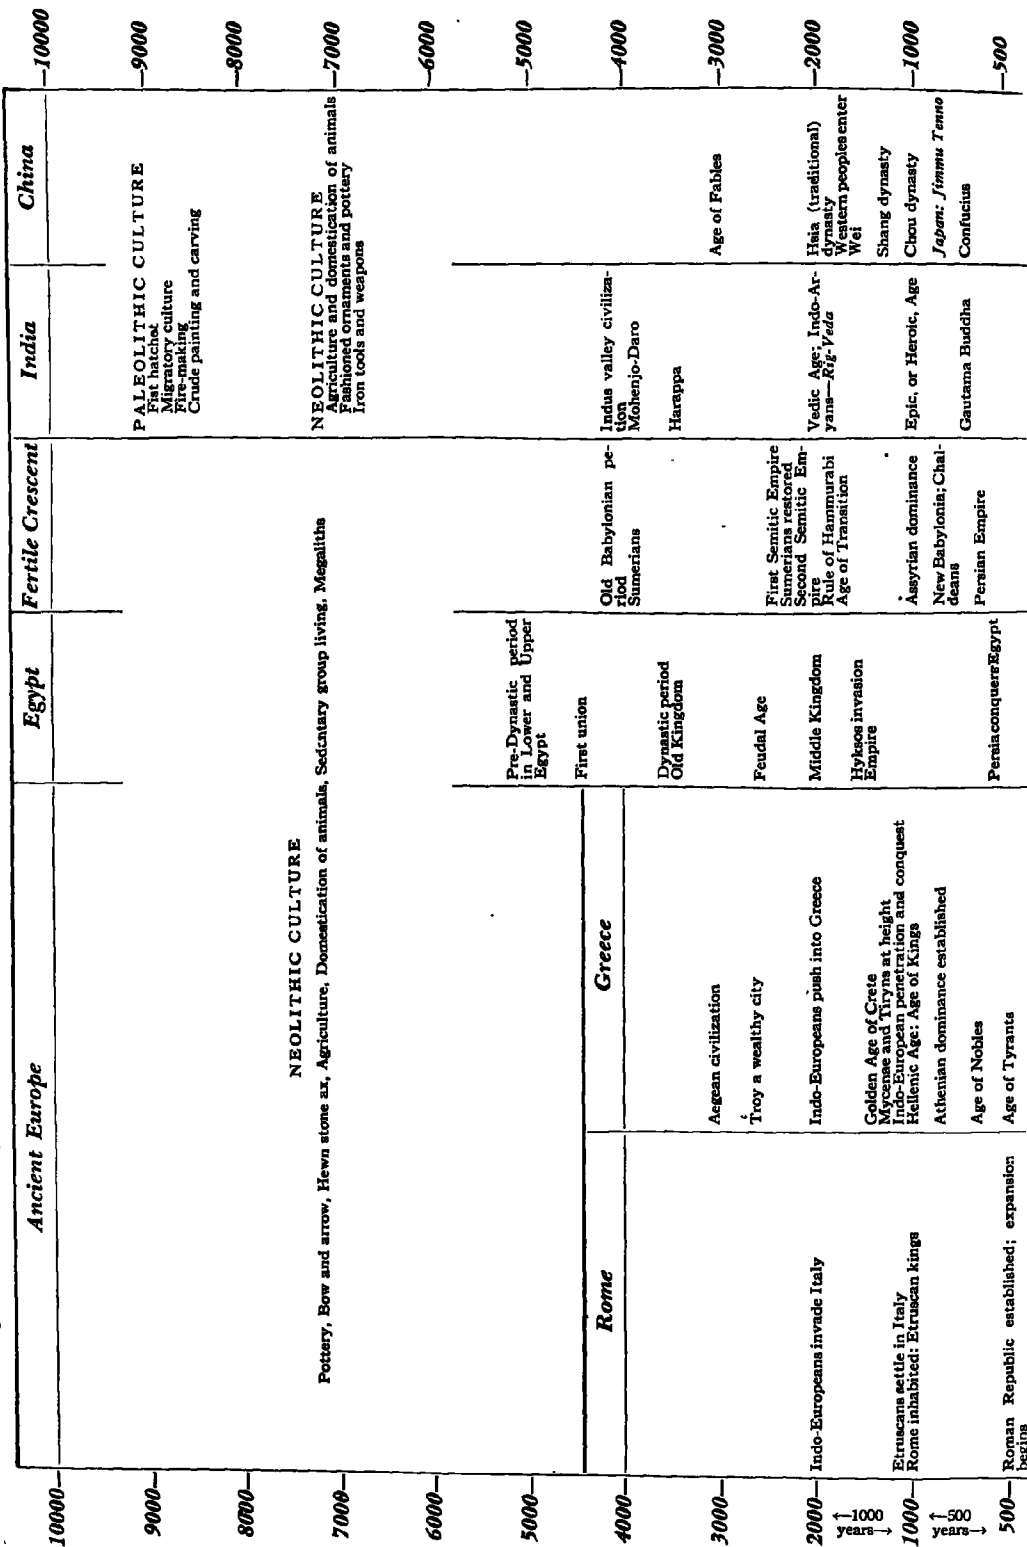 Ancient Europe
Egypt
Fertile Crescent
India
China
10000—
9000—
8000—
7000—
6000—
5000—
4000—
3000—
2000—
←1000
years→
1000—
←500
years→
500—
NEOLITHIC CULTURE
Pottery, Bow and arrow, Hewn stone ax, Agriculture, Domestication of animals, Sedentary group living, Megaliths
PALEOLITHIC CULTURE
Fist hatchet
Migratory culture
Fire-making
Crude painting and carving
NEOLITHIC CULTURE
Agriculture and domestication of animals
Fashioned ornaments and pottery
Iron tools and weapons
Rome
Indo-Europeans invade Italy
Etruscans settle in Italy
Rome inhabited: Etruscan kings
Roman Republic established; expansion
begins
Greece
Aegean civilization
Troy a wealthy city
Indo-Europeans push into Greece
Golden Age of Crete
Mycenae and Tiryns at height
Indo-European penetration and conquest
Hellenic Age: Age of Kings
Athenian dominance established
Age of Nobles
Age of Tyrants
Pre-Dynastic period
in Lower and Upper
Egypt
First union
Dynastic period
Old Kingdom
Feudal Age
Middle Kingdom
Hyksos invasion
Empire
Persia conquers Egypt
Old Babylonian pe-
riod
Sumerians
First Semitic Empire
Sumerians restored
Second Semitic Em-
pire
Rule of Hammurabi
Age of Transition
Assyrian dominance
New Babylonia; Chal-
deans
Persian Empire
Indus valley civiliza-
tion
Mohenjo-Daro
Harappa
Vedic Age; Indo-Ar-
yans—Rig-Veda
Epic, or Heroic, Age
Gautama Buddha
Age of Fables
Hsia (traditional)
dynasty
Western peoples enter
Wei
Shang dynasty
Chou dynasty
Japan: Jimmu Tenno
Confucius
—10000
—9000
—8000
—7000
—6000
—5000
—4000
—3000
—2000
—1000
—500